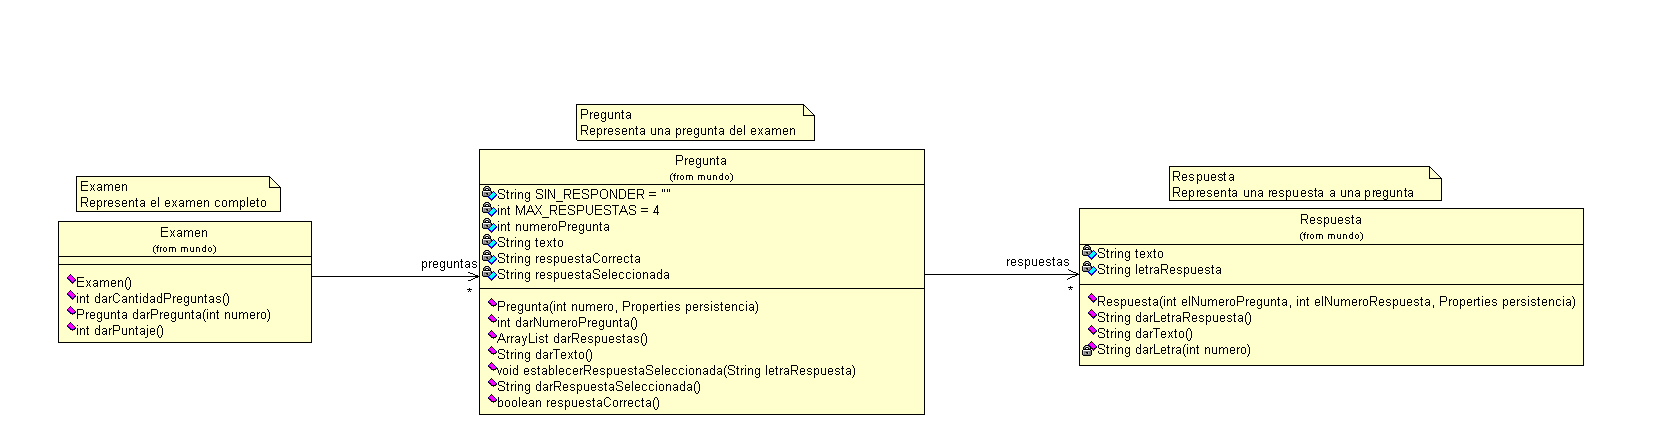 Examen
Representa el examen completo
Examen
(from mundo)
Examen()
int darCantidadPreguntas()
Pregunta darPregunta(int numero)
int darPuntaje()
preguntas
*
Pregunta
Representa una pregunta del examen
Pregunta
(from mundo)
String SIN_RESPONDER = ""
int MAX_RESPUESTAS = 4
int numeroPregunta
String texto
String respuestaCorrecta
String respuestaSeleccionada
Pregunta(int numero, Properties persistencia)
int darNumeroPregunta()
ArrayList darRespuestas()
String darTexto()
void establecerRespuestaSeleccionada(String letraRespuesta)
String darRespuestaSeleccionada()
boolean respuestaCorrecta()
respuestas
*
Respuesta
Representa una respuesta a una pregunta
Respuesta
(from mundo)
String texto
String letraRespuesta
Respuesta(int elNumeroPregunta, int elNumeroRespuesta, Properties persistencia)
String darLetraRespuesta()
String darTexto()
String darLetra(int numero)